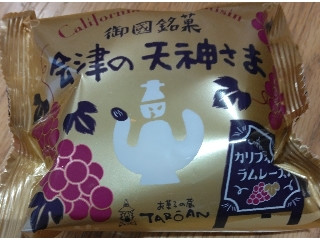 California Raisin
御國銘菓
会津の天神さま
カリフォルニア
ラムレーズン
お菓子の蔵
TAROAN